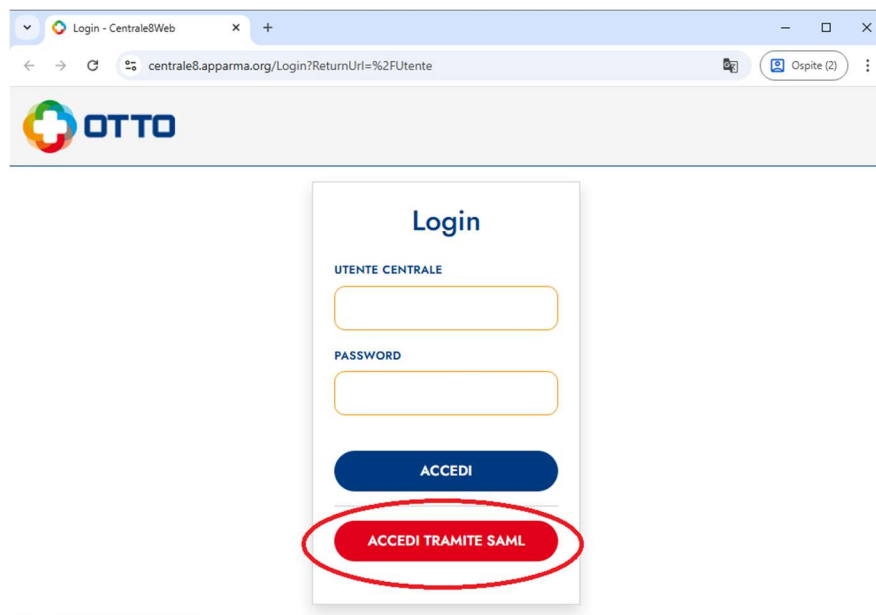 Login - Centrale8Web
centrale8.apparma.org/Login?ReturnUrl=%2FUtente
Ospite (2)
OTTO
Login
UTENTE CENTRALE
PASSWORD
ACCEDI
ACCEDI TRAMITE SAML